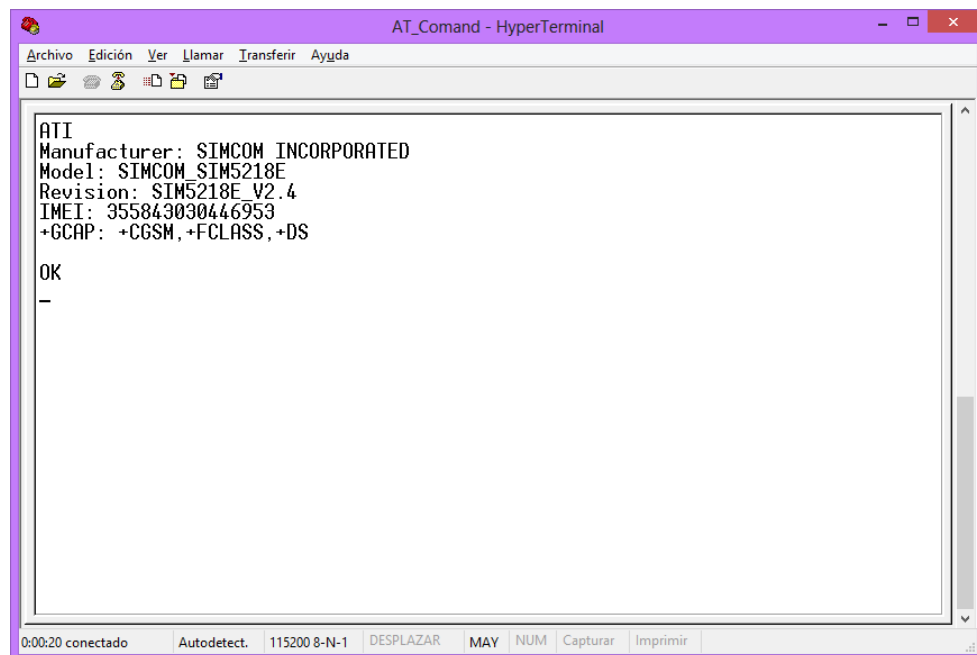 AT_Comand - HyperTerminal
Archivo Edición Ver Llamar Transferir Ayuda
ATI
Manufacturer: SIMCOM INCORPORATED
Model: SIMCOM_SIM5218E
Revision: SIM5218E_V2.4
IMEI: 355843030446953
+GCAP: +CGSM,+FCLASS,+DS
OK
0:00:20 conectado Autodetect. 115200 8-N-1 DESPLAZAR MAY NUM Capturar Imprimir